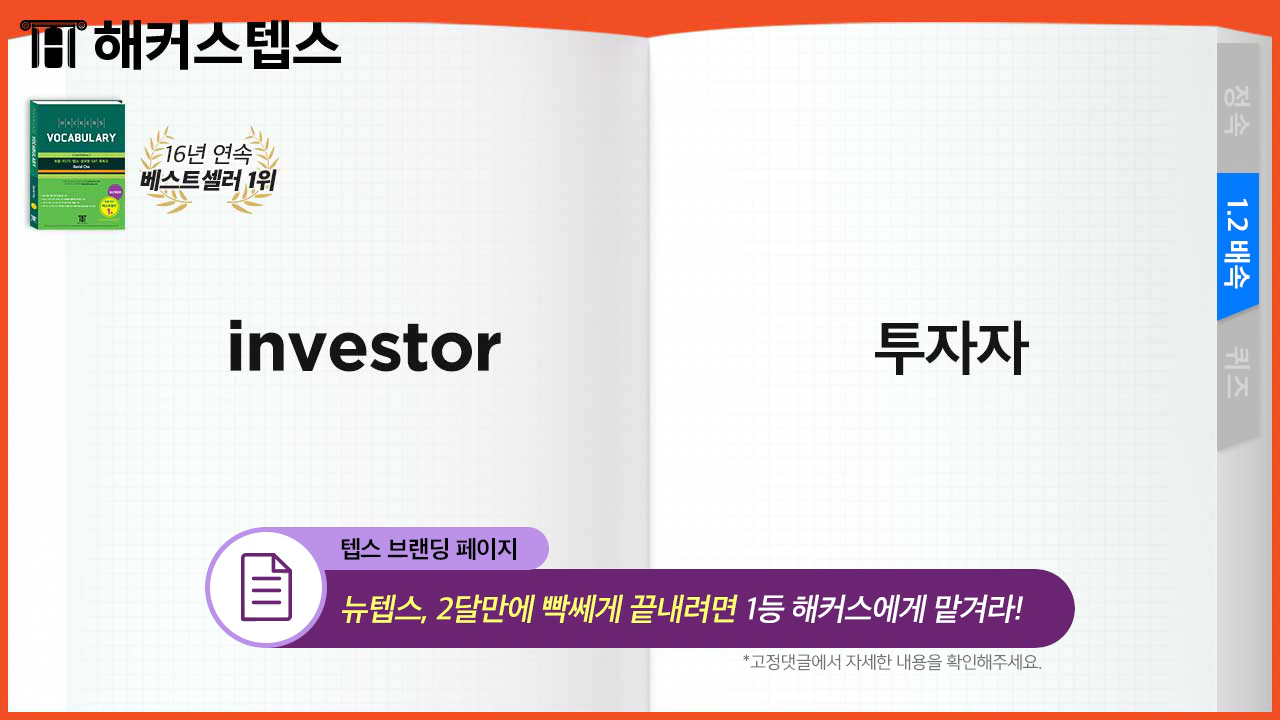 해커스텝스
HACKERS
VOCABULARY
David Cho
VOCABULARY
16년 연속
베스트셀러 1위
investor
투자자
정속
1.2 배속
퀴즈
텝스 브랜딩 페이지
뉴텝스, 2달만에 빡쎄게 끝내려면 1등 해커스에게 맡겨라!
*고정댓글에서 자세한 내용을 확인해주세요.